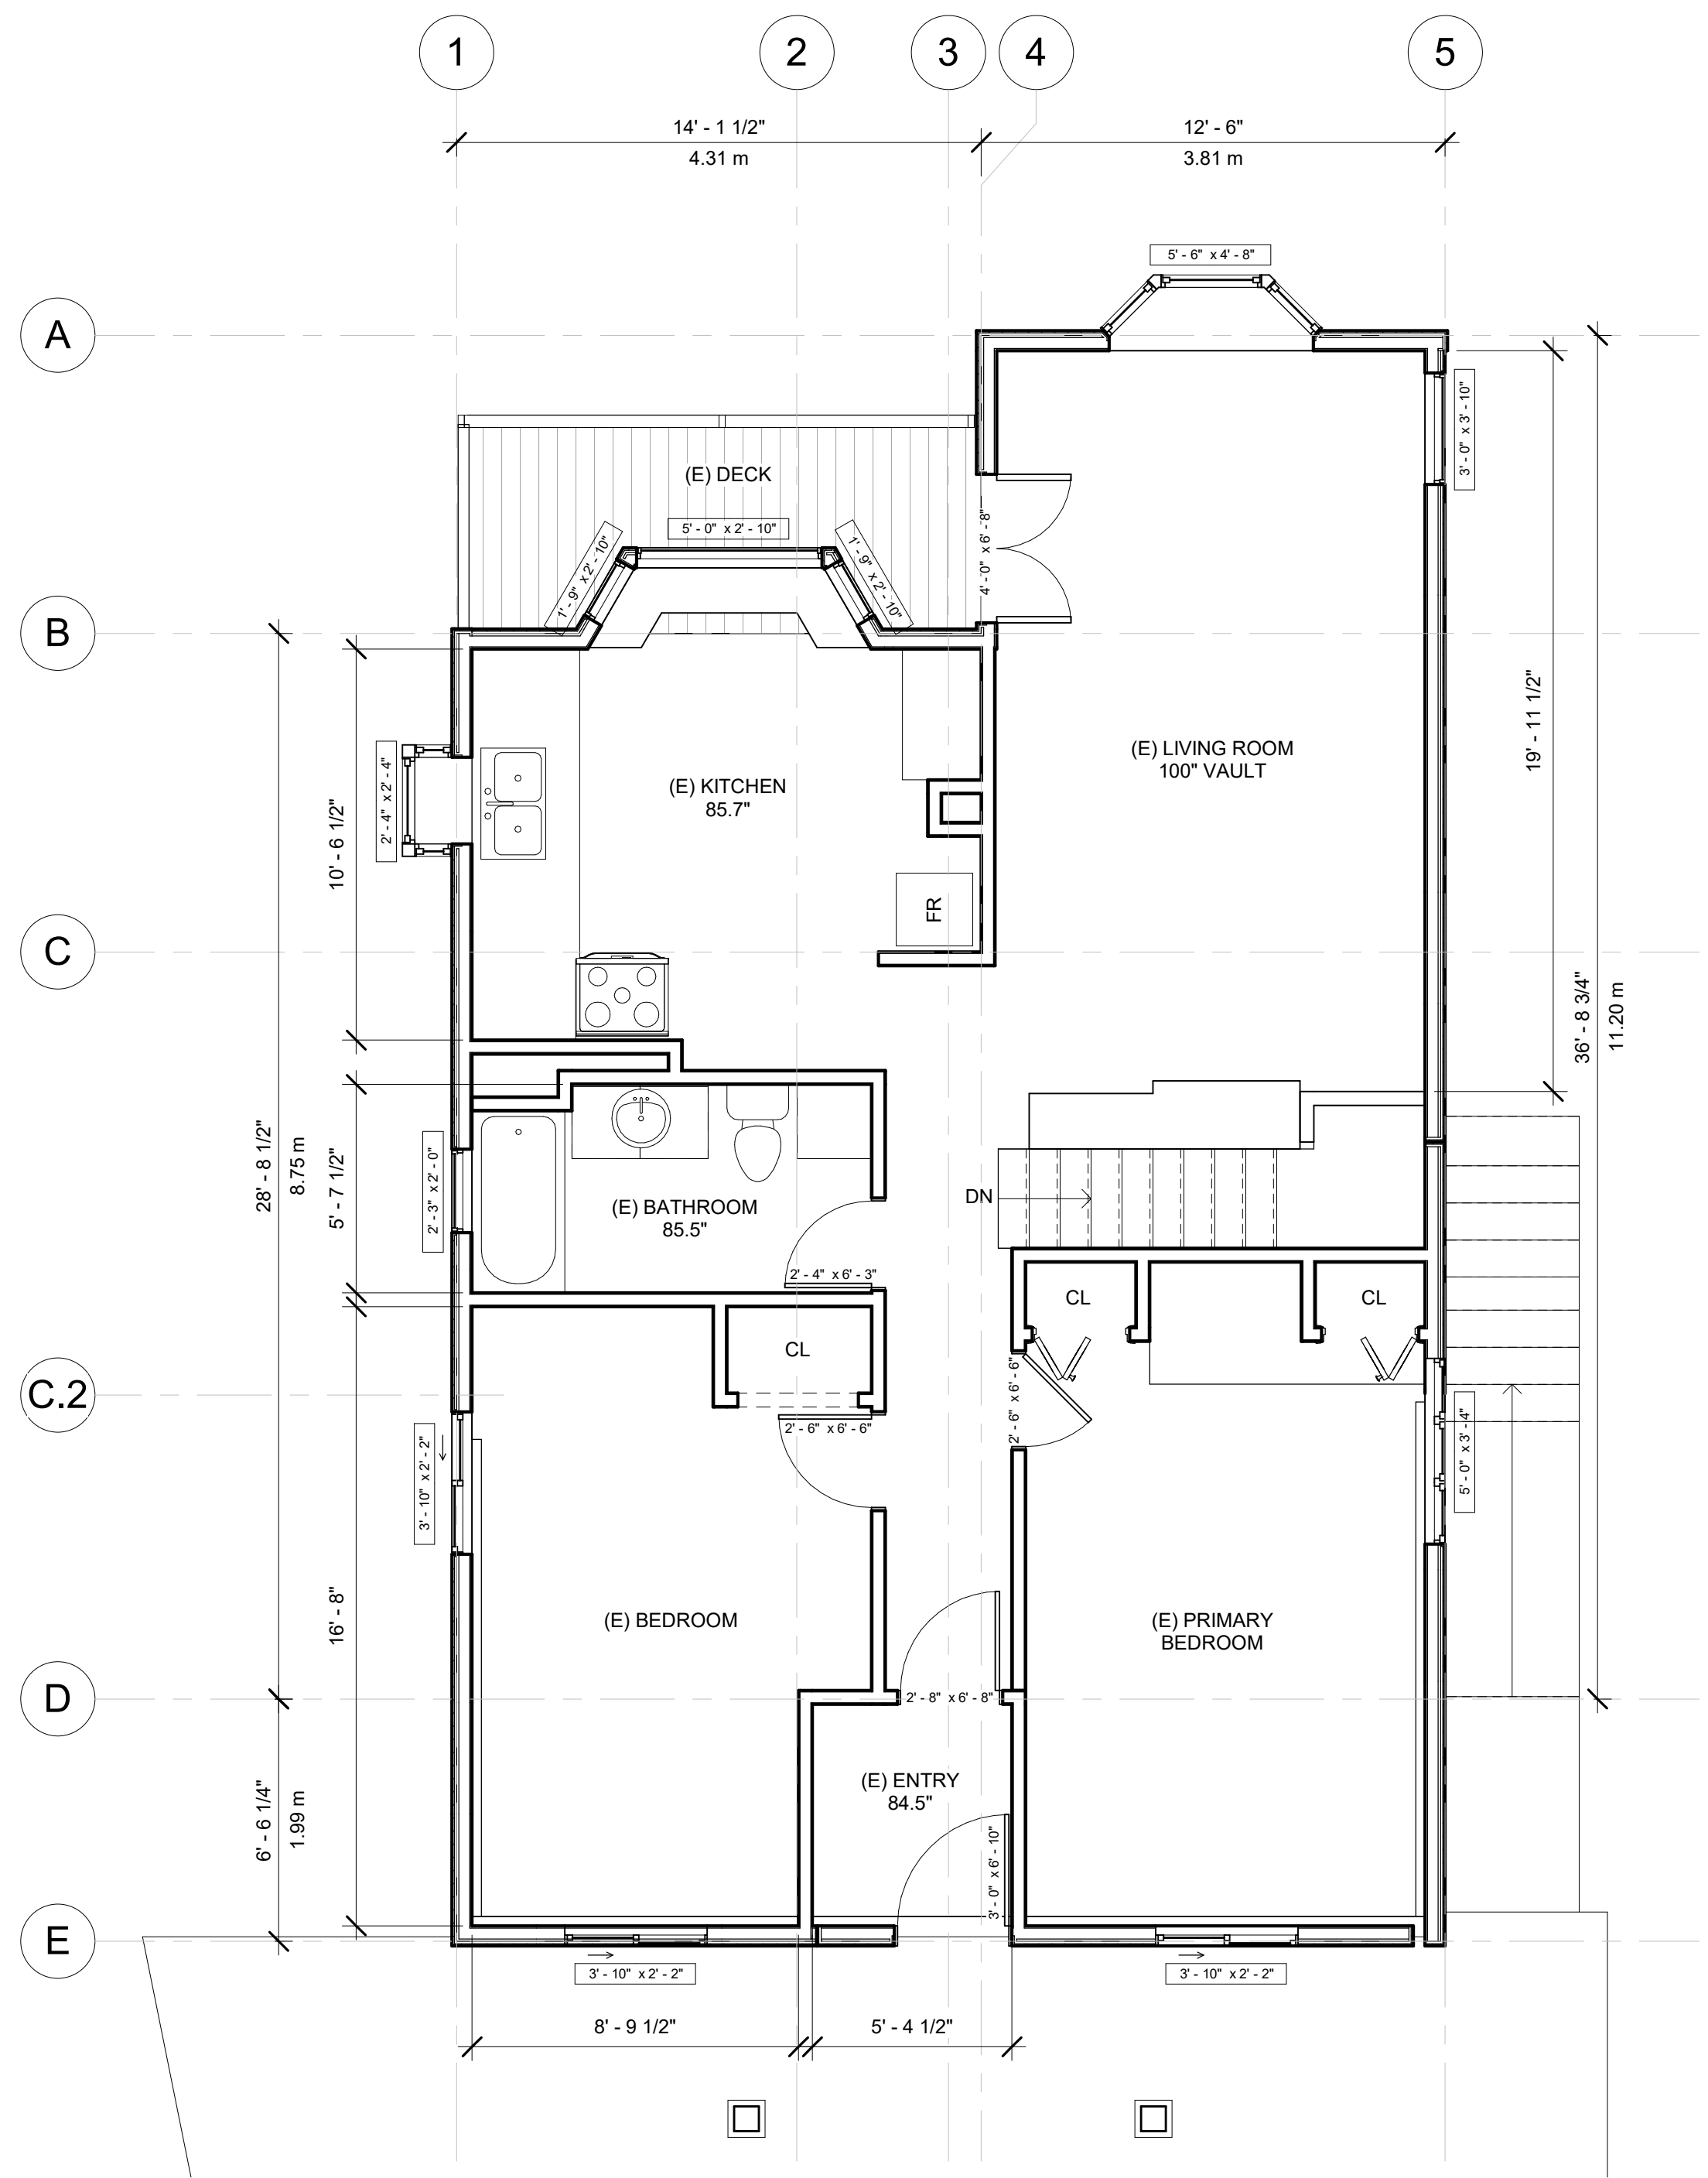 1
2
3
4
5
14' - 1 1/2"
4.31 m
12' - 6"
3.81 m
5' - 6" x 4' - 8"
A
3' - 0" x 3' - 10"
(E) DECK
5' - 0" x 2' - 10"
1' - 9" x 2' - 10"
1' - 9" x 2' - 10"
4' - 0" x 6' - 8"
B
19' - 11 1/2"
(E) LIVING ROOM
100" VAULT
(E) KITCHEN
85.7"
2' - 4" x 2' - 4"
10' - 6 1/2"
FR
C
36' - 8 3/4"
11.20 m
28' - 8 1/2"
8.75 m
5' - 7 1/2"
2' - 3" x 2' - 0"
(E) BATHROOM
85.5"
DN
2' - 4" x 6' - 3"
CL
CL
CL
C.2
2' - 6" x 6' - 6"
2' - 6" x 6' - 6"
3' - 10" x 2' - 2"
5' - 0" x 3' - 4"
16' - 8"
(E) BEDROOM
(E) PRIMARY
BEDROOM
D
2' - 8" x 6' - 8"
(E) ENTRY
84.5"
6' - 6 1/4"
1.99 m
3' - 0" x 6' - 10"
E
3' - 10" x 2' - 2"
3' - 10" x 2' - 2"
8' - 9 1/2"
5' - 4 1/2"